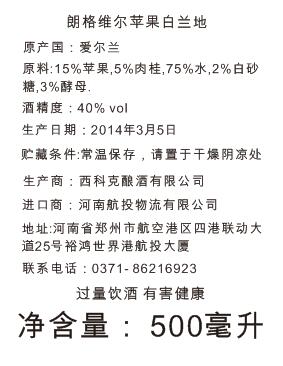 朗格维尔苹果白兰地
原产国：爱尔兰
原料:15%苹果,5%肉桂,75%水,2%白砂
糖,3%酵母.
酒精度：40% vol
生产日期：2014年3月5日
贮藏条件:常温保存，请置于干燥阴凉处
生产商：西科克酿酒有限公司
进口商：河南航投物流有限公司
地址:河南省郑州市航空港区四港联动大
道25号裕鸿世界港航投大厦
联系电话：0371- 86216923
过量饮酒 有害健康
净含量： 500毫升